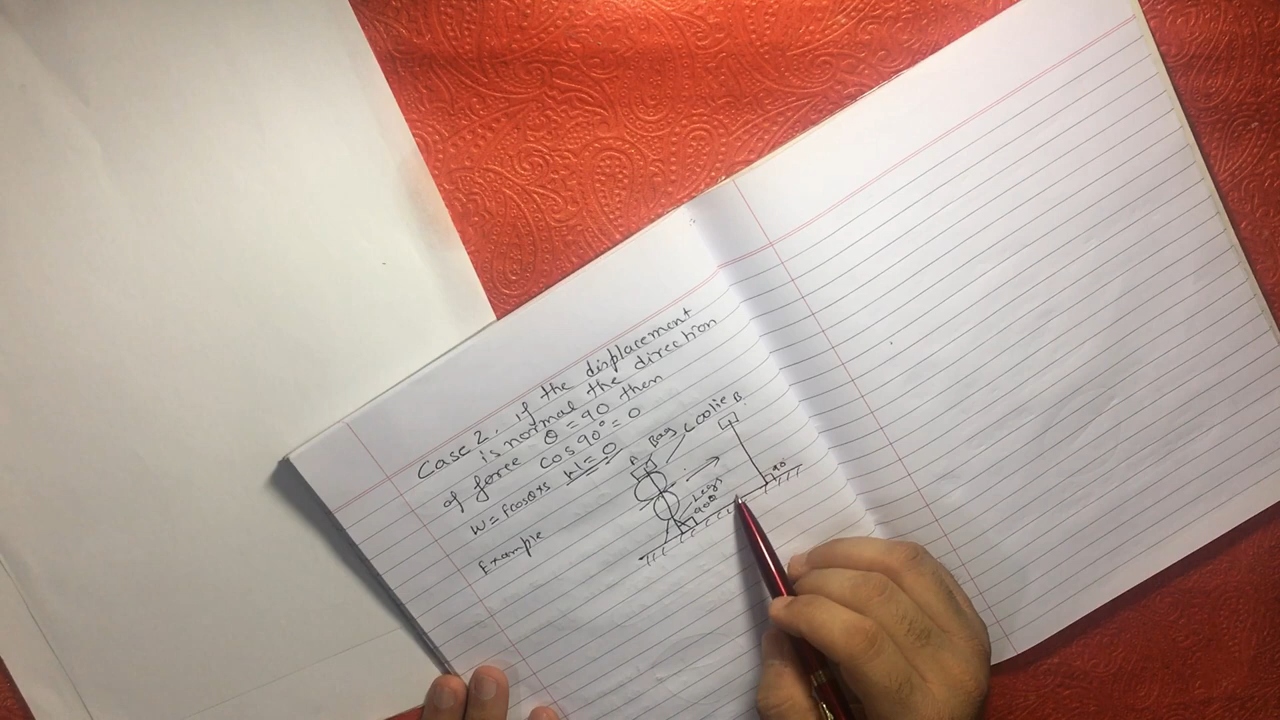 Case 2. If the displacement
is normal the direction
of force θ = 90 then
cos 90° = 0
W = Fcosθ×s W = 0
Example
A Bag Coolie B
Legs
90θ
90°